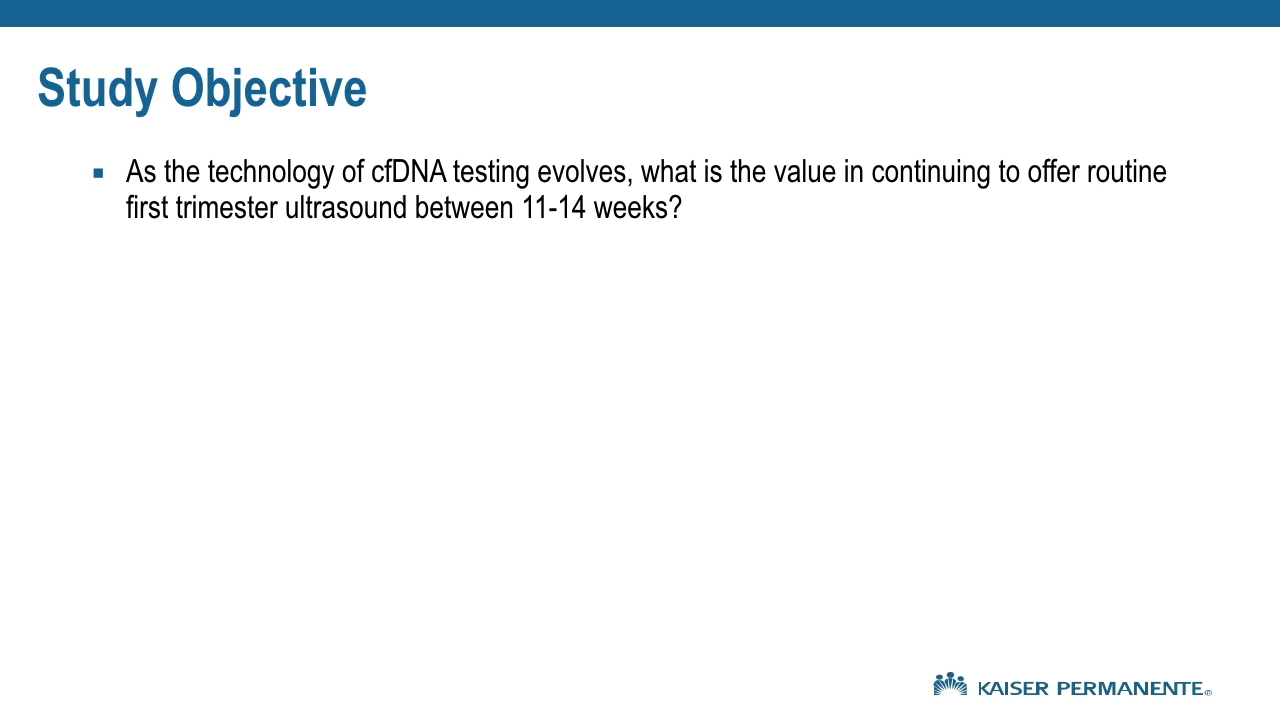 Study Objective
As the technology of cfDNA testing evolves, what is the value in continuing to offer routine
first trimester ultrasound between 11-14 weeks?
KAISER PERMANENTE®